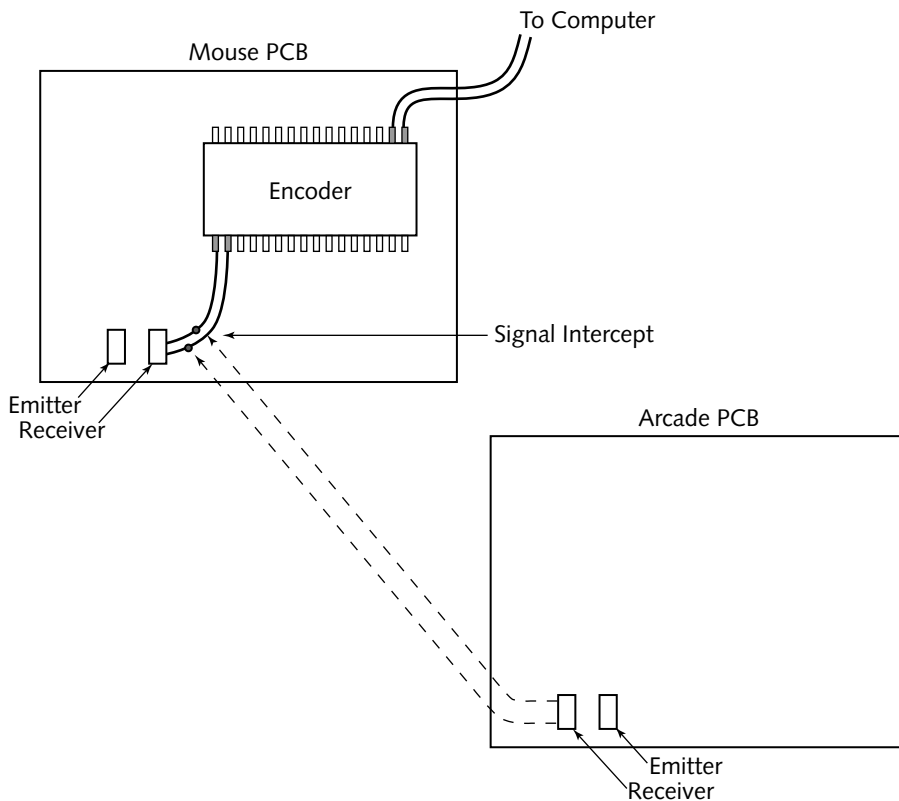 To Computer
Mouse PCB
Encoder
Signal Intercept
Emitter
Receiver
Arcade PCB
Emitter
Receiver